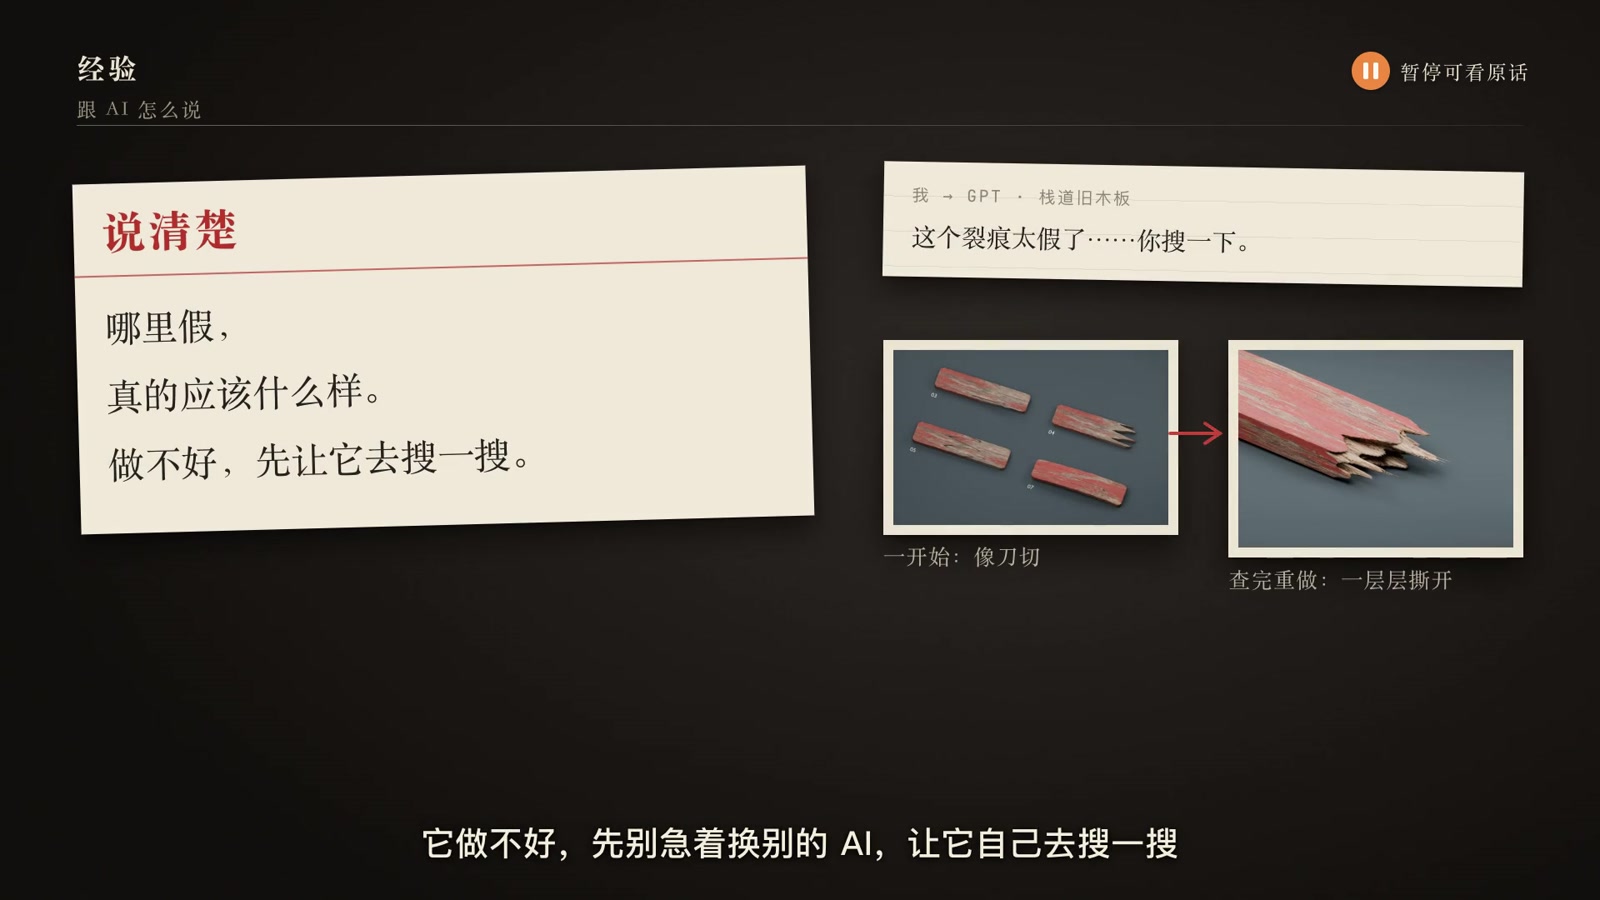 经验
跟 AI 怎么说
暂停可看原话
说清楚
哪里假，
真的应该什么样。
做不好，先让它去搜一搜。
我 → GPT · 栈道旧木板
这个裂痕太假了……你搜一下。
03
04
07
一开始：像刀切
查完重做：一层层撕开
它做不好，先别急着换别的 AI，让它自己去搜一搜